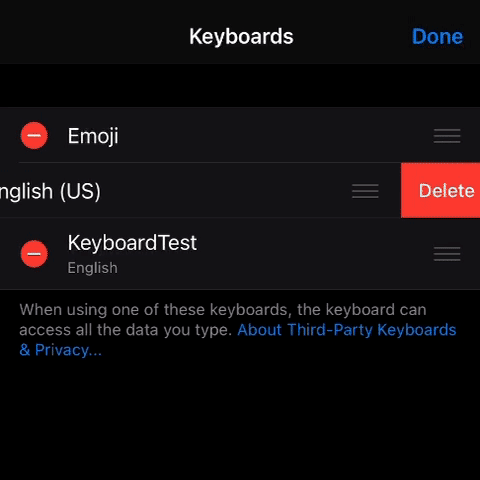 Keyboards
Done
Emoji
nglish (US)
Delete
KeyboardTest
English
When using one of these keyboards, the keyboard can
access all the data you type. About Third-Party Keyboards
& Privacy...